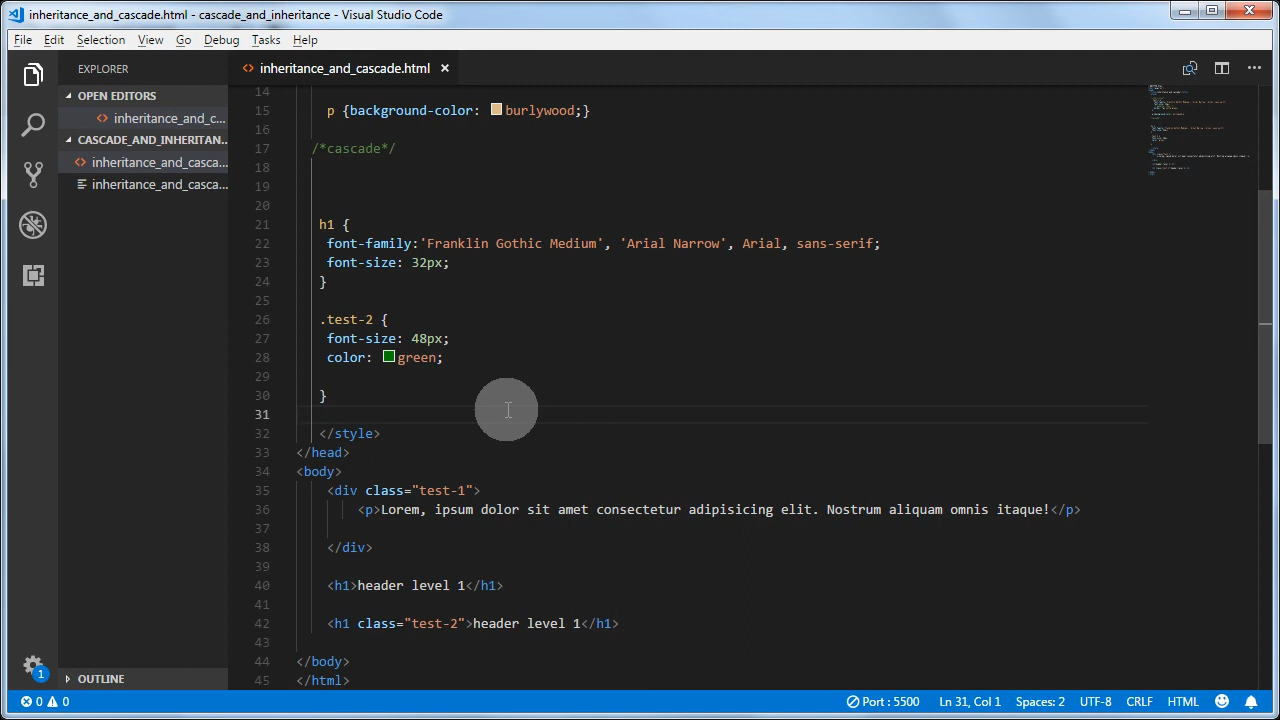 inheritance_and_cascade.html - cascade_and_inheritance - Visual Studio Code
File Edit Selection View Go Debug Tasks Help
EXPLORER
OPEN EDITORS
inheritance_and_c...
CASCADE_AND_INHERITAN...
inheritance_and_casca...
inheritance_and_casca...
OUTLINE
1
inheritance_and_cascade.html
14
15 p {background-color: burlywood;}
16
17 /*cascade*/
18
19
20
21 h1 {
22 font-family:'Franklin Gothic Medium', 'Arial Narrow', Arial, sans-serif;
23 font-size: 32px;
24 }
25
26 .test-2 {
27 font-size: 48px;
28 color: green;
29
30 }
31
32 </style>
33 </head>
34 <body>
35 <div class="test-1">
36 <p>Lorem, ipsum dolor sit amet consectetur adipisicing elit. Nostrum aliquam omnis itaque!</p>
37
38 </div>
39
40 <h1>header level 1</h1>
41
42 <h1 class="test-2">header level 1</h1>
43
44 </body>
45 </html>
0 0 Port : 5500 Ln 31, Col 1 Spaces: 2 UTF-8 CRLF HTML